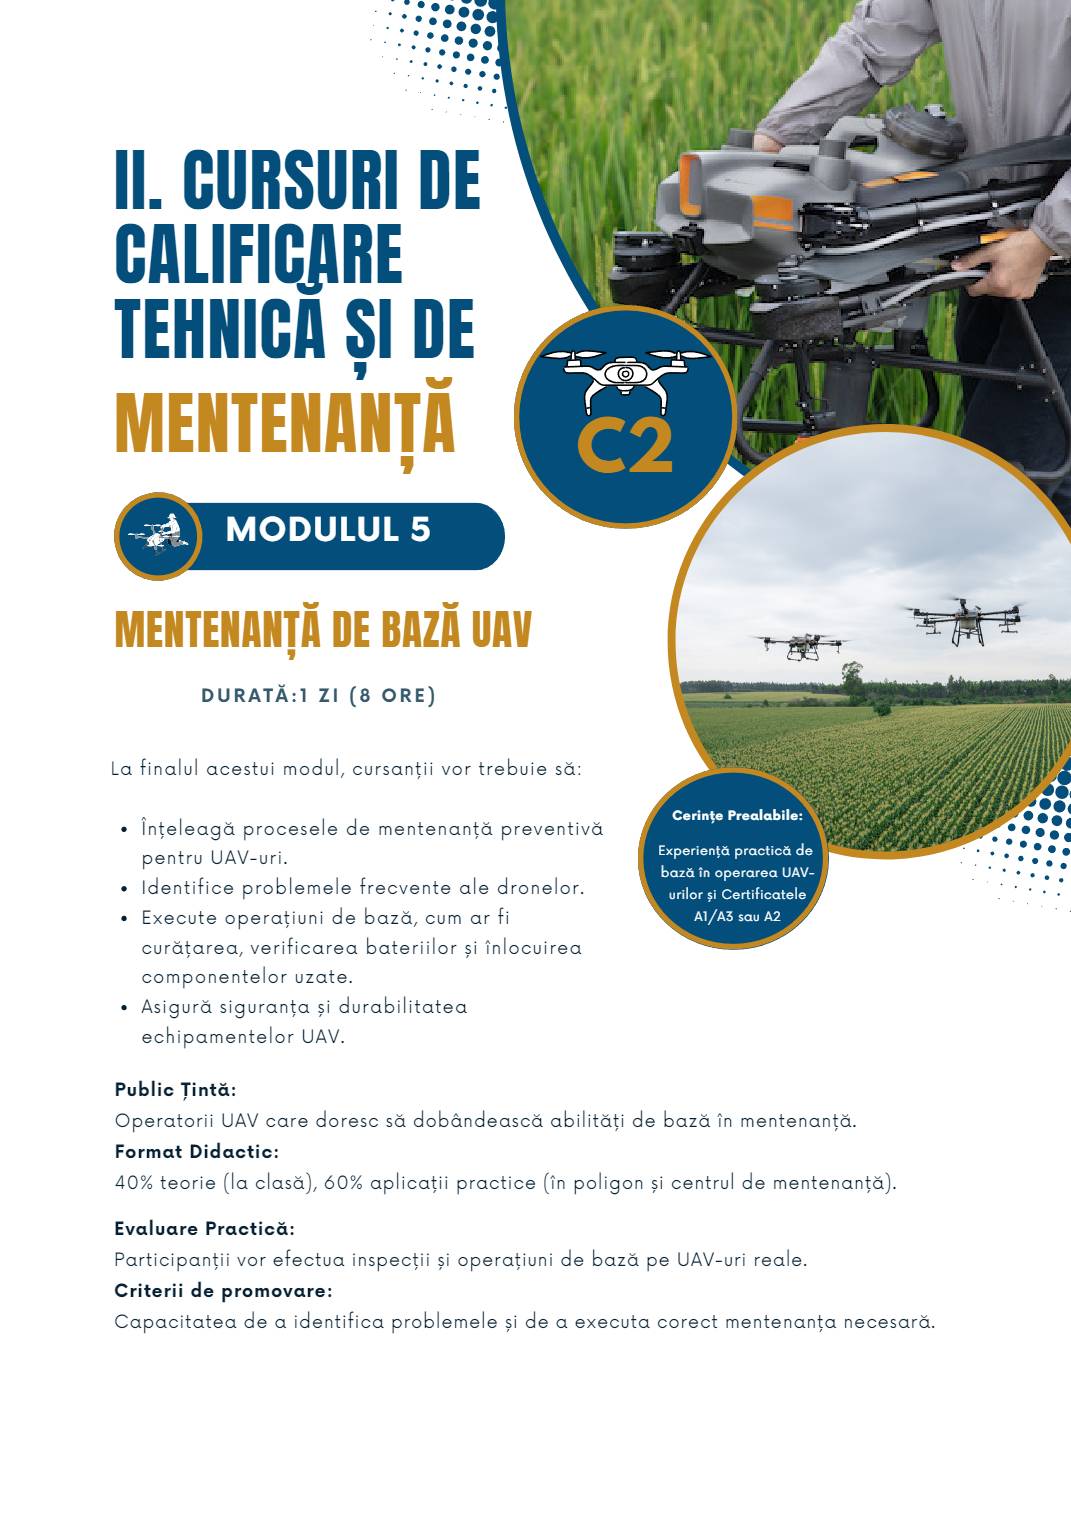 II. CURSURI DE
CALIFICARE
TEHNICĂ ȘI DE
MENTENANȚĂ
C2
MODULUL 5
MENTENANȚĂ DE BAZĂ UAV
DURATĂ:1 ZI (8 ORE)
La finalul acestui modul, cursanții vor trebuie să:
• Înțeleagă procesele de mentenanță preventivă
pentru UAV-uri.
• Identifice problemele frecvente ale dronelor.
• Execute operațiuni de bază, cum ar fi
curățarea, verificarea bateriilor și înlocuirea
componentelor uzate.
• Asigură siguranța și durabilitatea
echipamentelor UAV.
Cerințe Prealabile:
Experiență practică de
bază în operarea UAV-
urilor și Certificatele
A1/A3 sau A2
Public Țintă:
Operatorii UAV care doresc să dobândească abilități de bază în mentenanță.
Format Didactic:
40% teorie (la clasă), 60% aplicații practice (în poligon și centrul de mentenanță).
Evaluare Practică:
Participanții vor efectua inspecții și operațiuni de bază pe UAV-uri reale.
Criterii de promovare:
Capacitatea de a identifica problemele și de a executa corect mentenanța necesară.